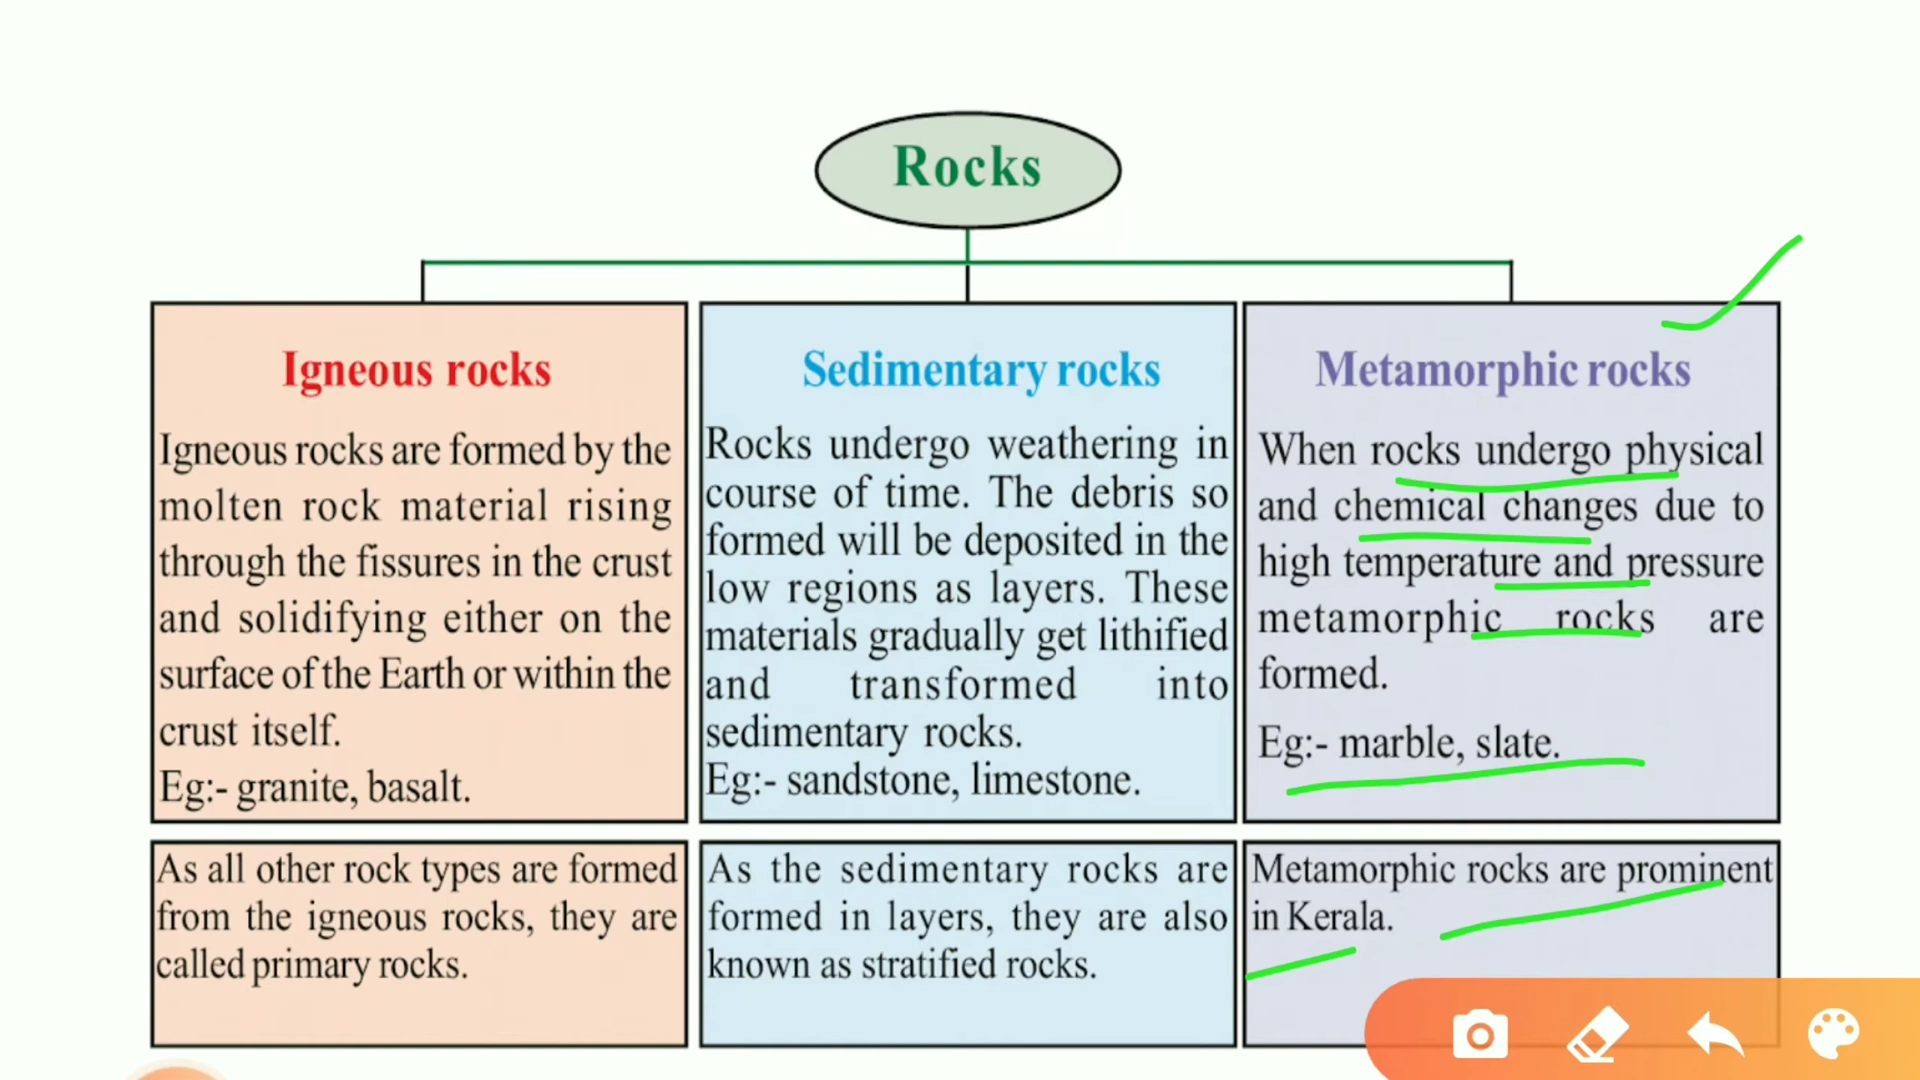 Rocks
Igneous rocks
Igneous rocks are formed by the
molten rock material rising
through the fissures in the crust
and solidifying either on the
surface of the Earth or within the
crust itself.
Eg:- granite, basalt.
As all other rock types are formed
from the igneous rocks, they are
called primary rocks.
Sedimentary rocks
Rocks undergo weathering in
course of time. The debris so
formed will be deposited in the
low regions as layers. These
materials gradually get lithified
and transformed into
sedimentary rocks.
Eg:- sandstone, limestone.
As the sedimentary rocks are
formed in layers, they are also
known as stratified rocks.
Metamorphic rocks
When rocks undergo physical
and chemical changes due to
high temperature and pressure
metamorphic rocks are
formed.
Eg:- marble, slate.
Metamorphic rocks are prominent
in Kerala.